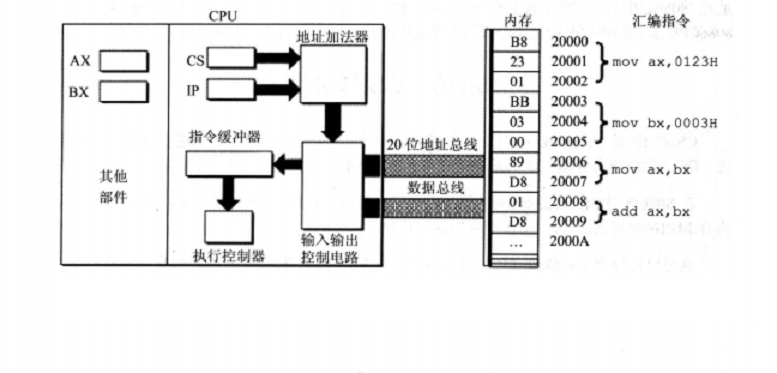 CPU
内存
汇编指令
地址加法器
AX
CS
BX
IP
指令缓冲器
20 位地址总线
数据总线
其他
部件
执行控制器
输入输出
控制电路
B8 20000
23 20001
01 20002
mov ax,0123H
BB 20003
03 20004
00 20005
mov bx,0003H
89 20006
D8 20007
mov ax,bx
01 20008
D8 20009
add ax,bx
... 2000A